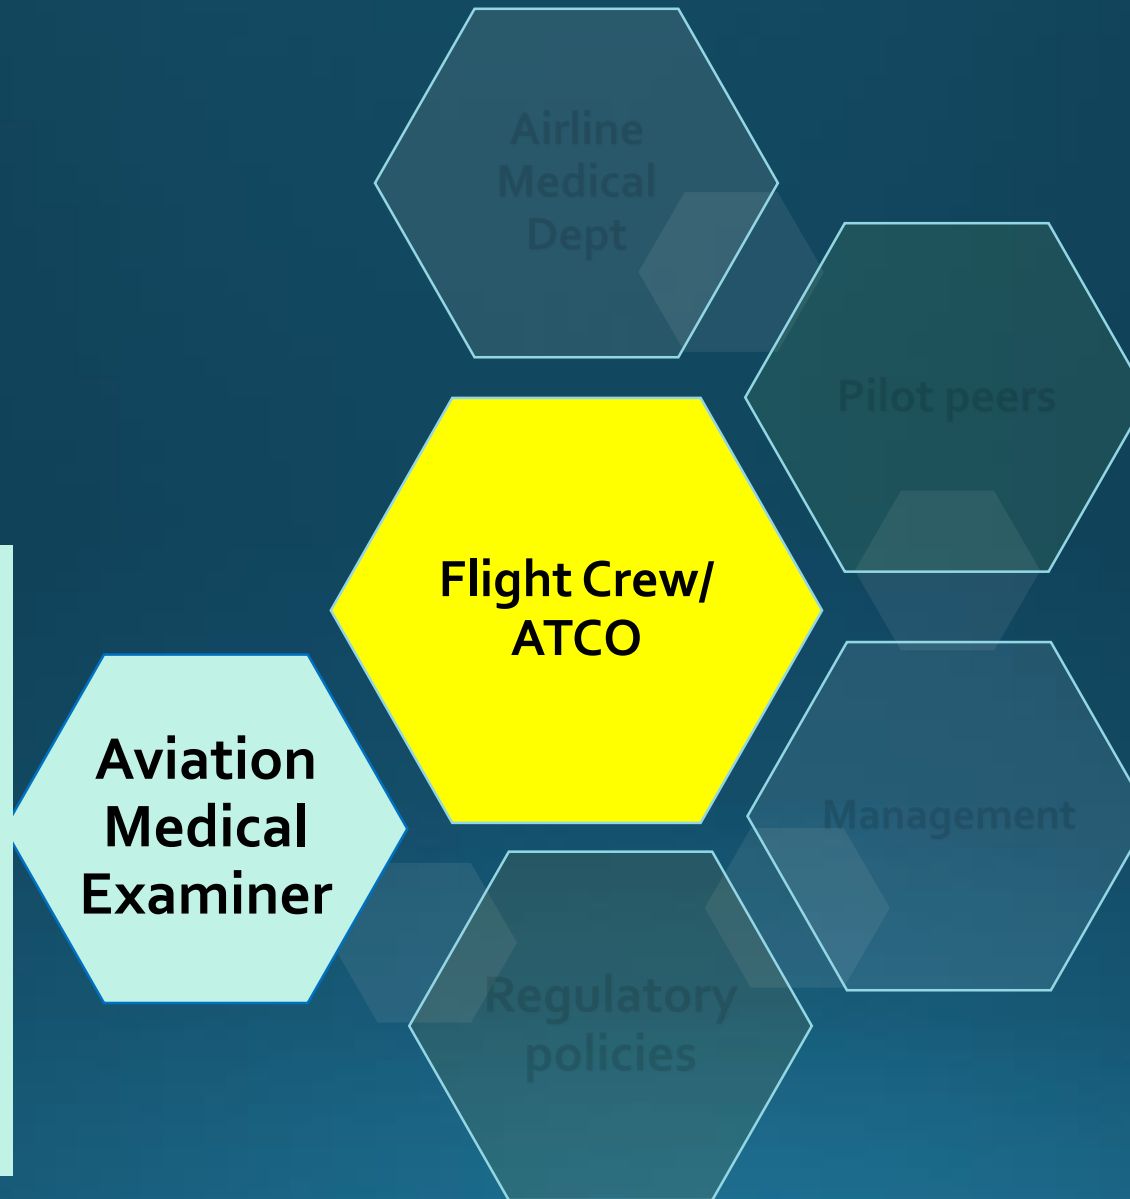 Airline
Medical
Dept
Pilot peers
Flight Crew/
ATCO
Aviation
Medical
Examiner
Management
Regulatory
policies